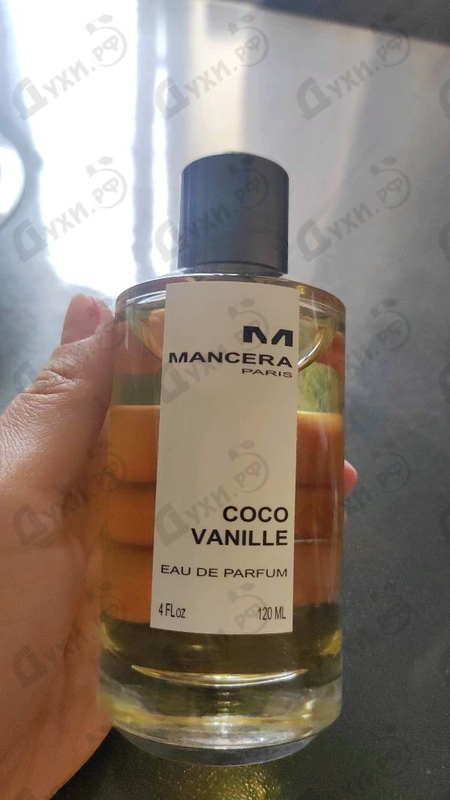 M
MANCERA
PARIS
COCO
VANILLE
EAU DE PARFUM
4 FLoz 120 ML
Духи.РФ